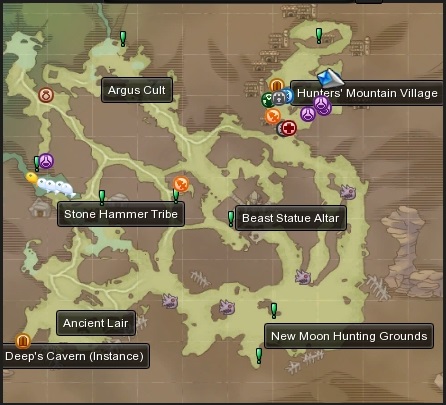 Argus Cult
Hunters' Mountain Village
Stone Hammer Tribe
Beast Statue Altar
Ancient Lair
New Moon Hunting Grounds
Deep's Cavern (Instance)